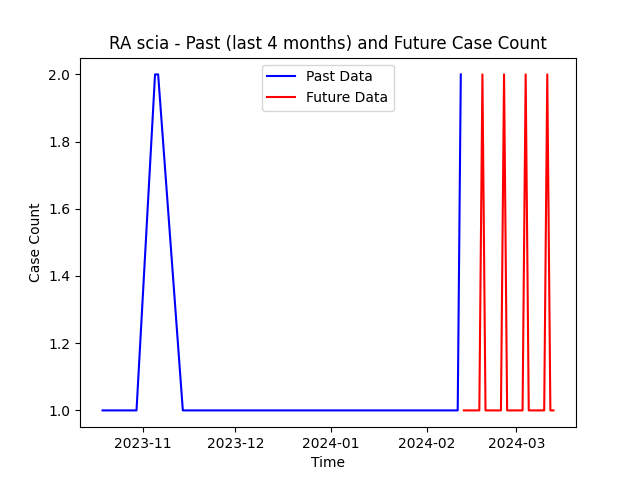 RA scia - Past (last 4 months) and Future Case Count
Past Data
Future Data
2.0
1.8
1.6
1.4
1.2
1.0
Case Count
2023-11
2023-12
2024-01
2024-02
2024-03
Time